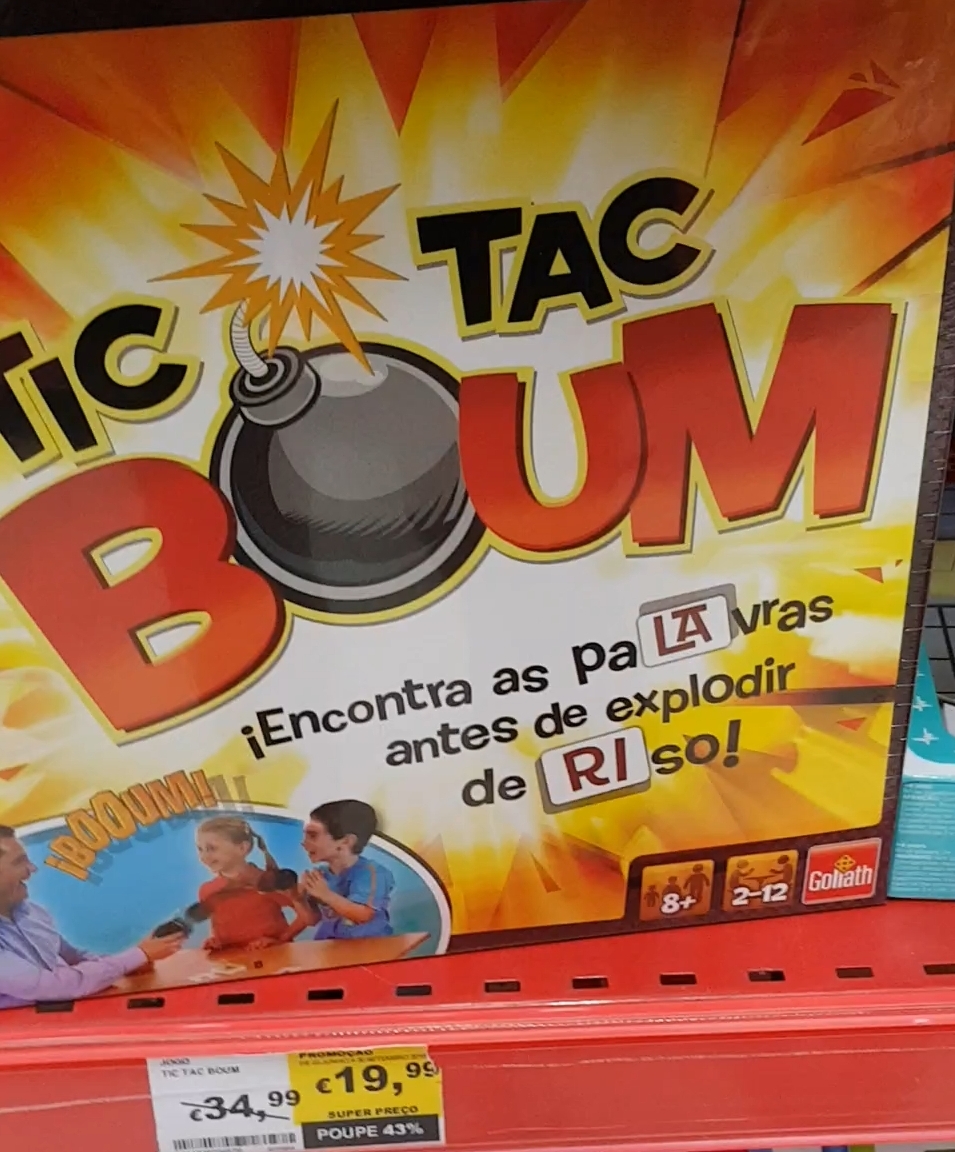 TIC TAC
BOUM
¡Encontra as paLAvras
antes de explodir
de RIso!
¡BOOUM!!
8+
2-12
Goliath
JOGO
TIC TAC BOUM
€34,99
PROMOÇÃO
€19,99
SUPER PREÇO
POUPE 43%